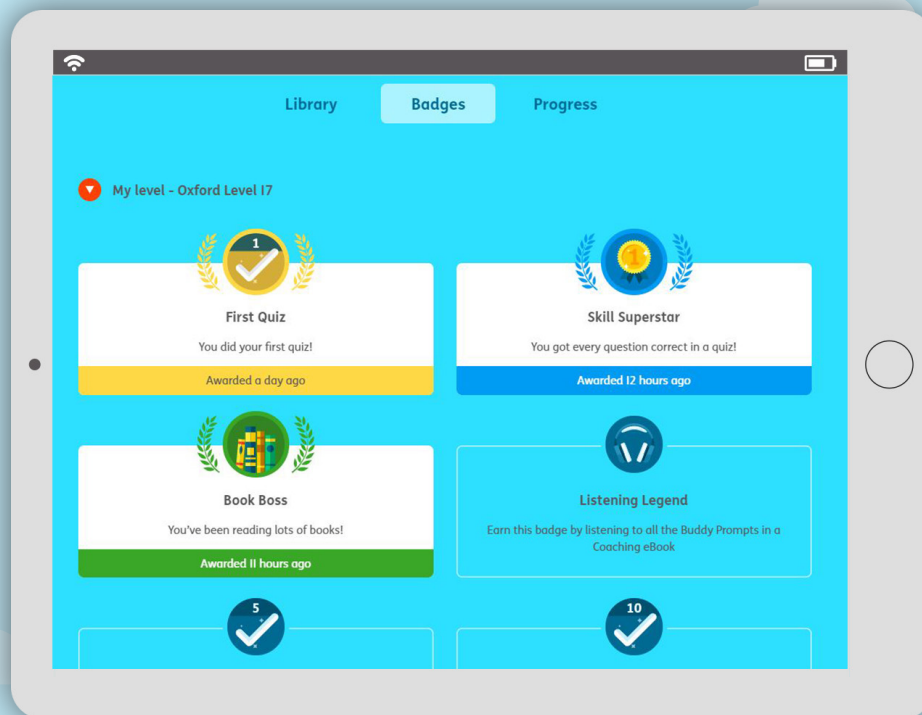 Library Badges Progress
My level - Oxford Level 17
1
First Quiz
You did your first quiz!
Awarded a day ago
1
Skill Superstar
You got every question correct in a quiz!
Awarded 12 hours ago
Book Boss
You've been reading lots of books!
Awarded 11 hours ago
Listening Legend
Earn this badge by listening to all the Buddy Prompts in a
Coaching eBook
5
10